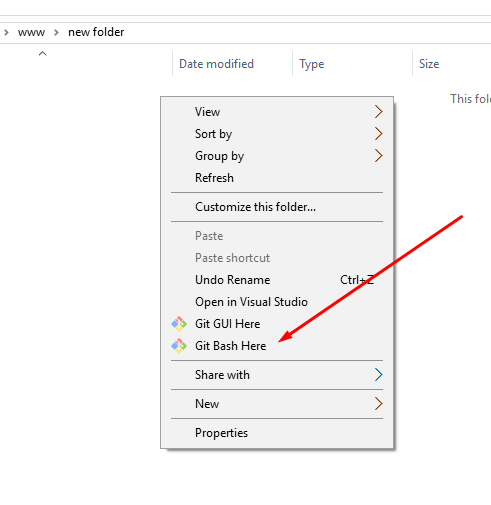 www > new folder
Date modified Type Size
This fol
View
Sort by
Group by
Refresh
Customize this folder...
Paste
Paste shortcut
Undo Rename Ctrl+Z
Open in Visual Studio
Git GUI Here
Git Bash Here
Share with
New
Properties